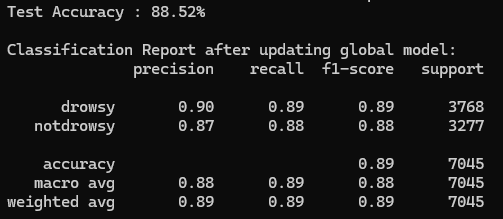 Test Accuracy : 88.52%
Classification Report after updating global model:
precision recall f1-score support
drowsy 0.90 0.89 0.89 3768
notdrowsy 0.87 0.88 0.88 3277
accuracy 0.89 7045
macro avg 0.88 0.89 0.88 7045
weighted avg 0.89 0.89 0.89 7045